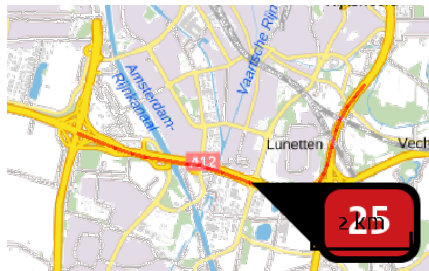 Amsterdam-
Rijnkanaal
Vaartsche Rijn
A12
Lunetten
Vech
25
2 km